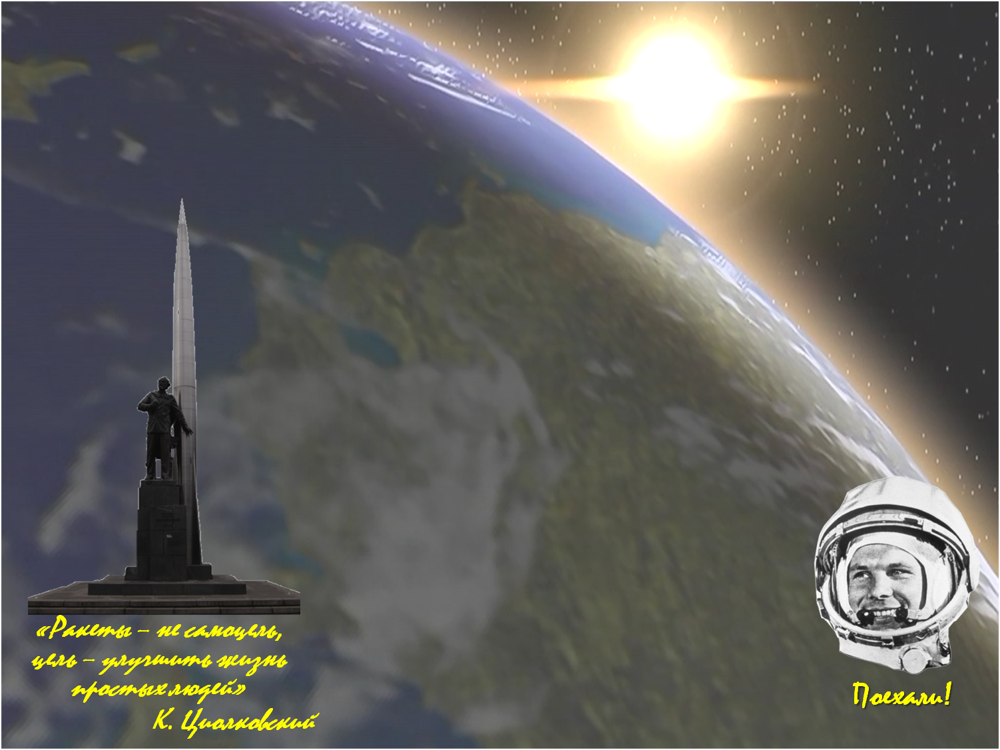 «Ракеты – не самоцель,
цель – улучшить жизнь
простых людей»
К. Циолковский
Поехали!